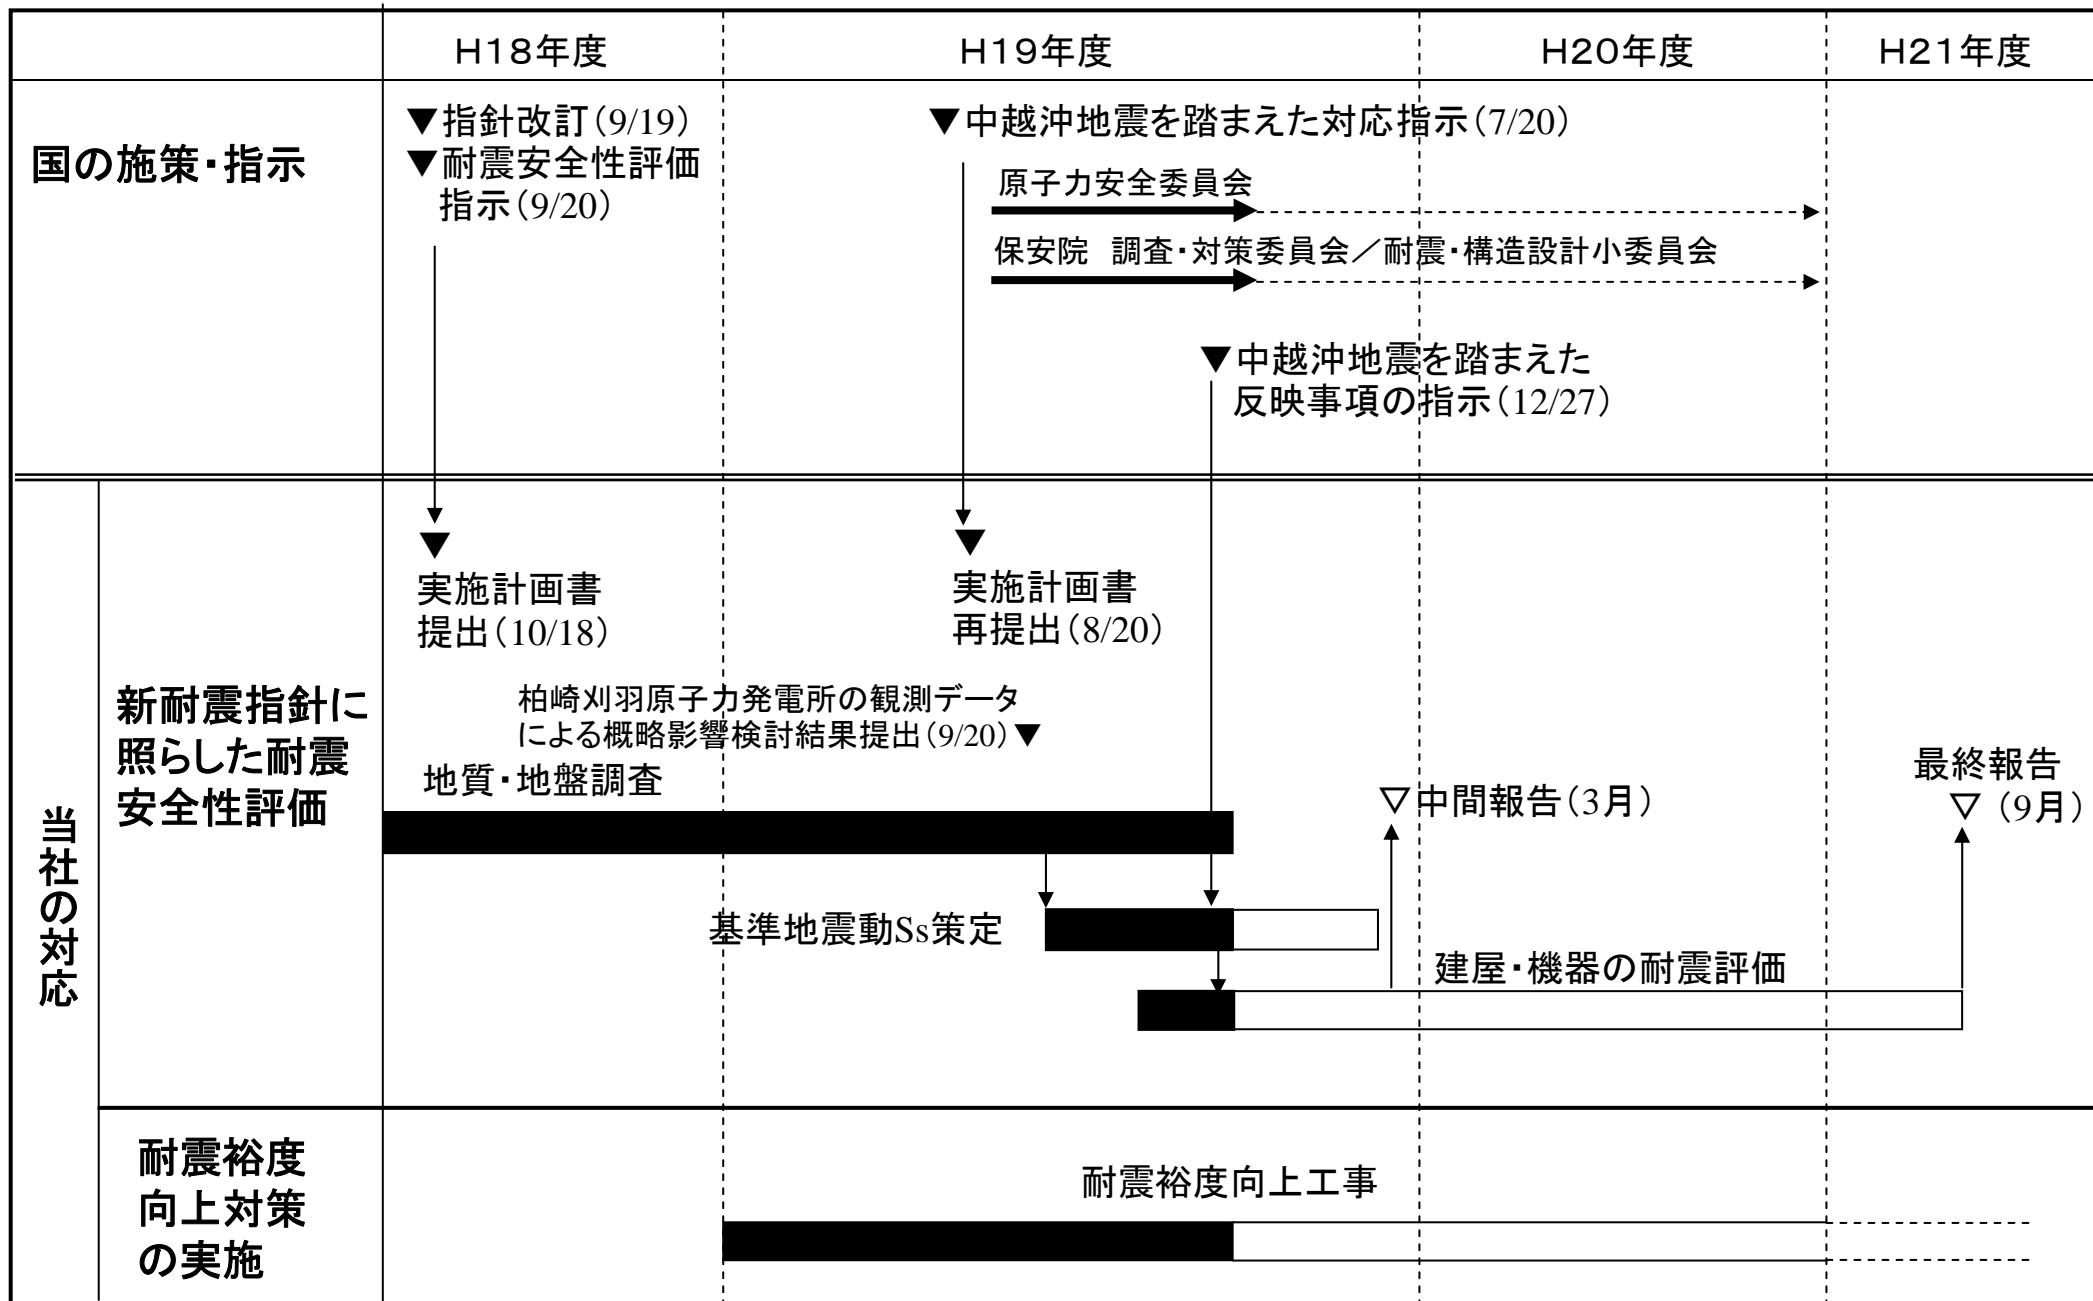 H18年度
H19年度
H20年度
H21年度
国の施策・指示
▼指針改訂（9/19）
▼耐震安全性評価
指示（9/20）
▼中越沖地震を踏まえた対応指示（7/20）
原子力安全委員会
保安院　調査・対策委員会／耐震・構造設計小委員会
▼中越沖地震を踏まえた
反映事項の指示（12/27）
当社の対応
新耐震指針に
照らした耐震
安全性評価
▼
実施計画書
提出（10/18）
▼
実施計画書
再提出（8/20）
柏崎刈羽原子力発電所の観測データ
による概略影響検討結果提出（9/20）▼
地質・地盤調査
▽中間報告（3月）
最終報告
▽（9月）
基準地震動Ss策定
建屋・機器の耐震評価
耐震裕度
向上対策
の実施
耐震裕度向上工事